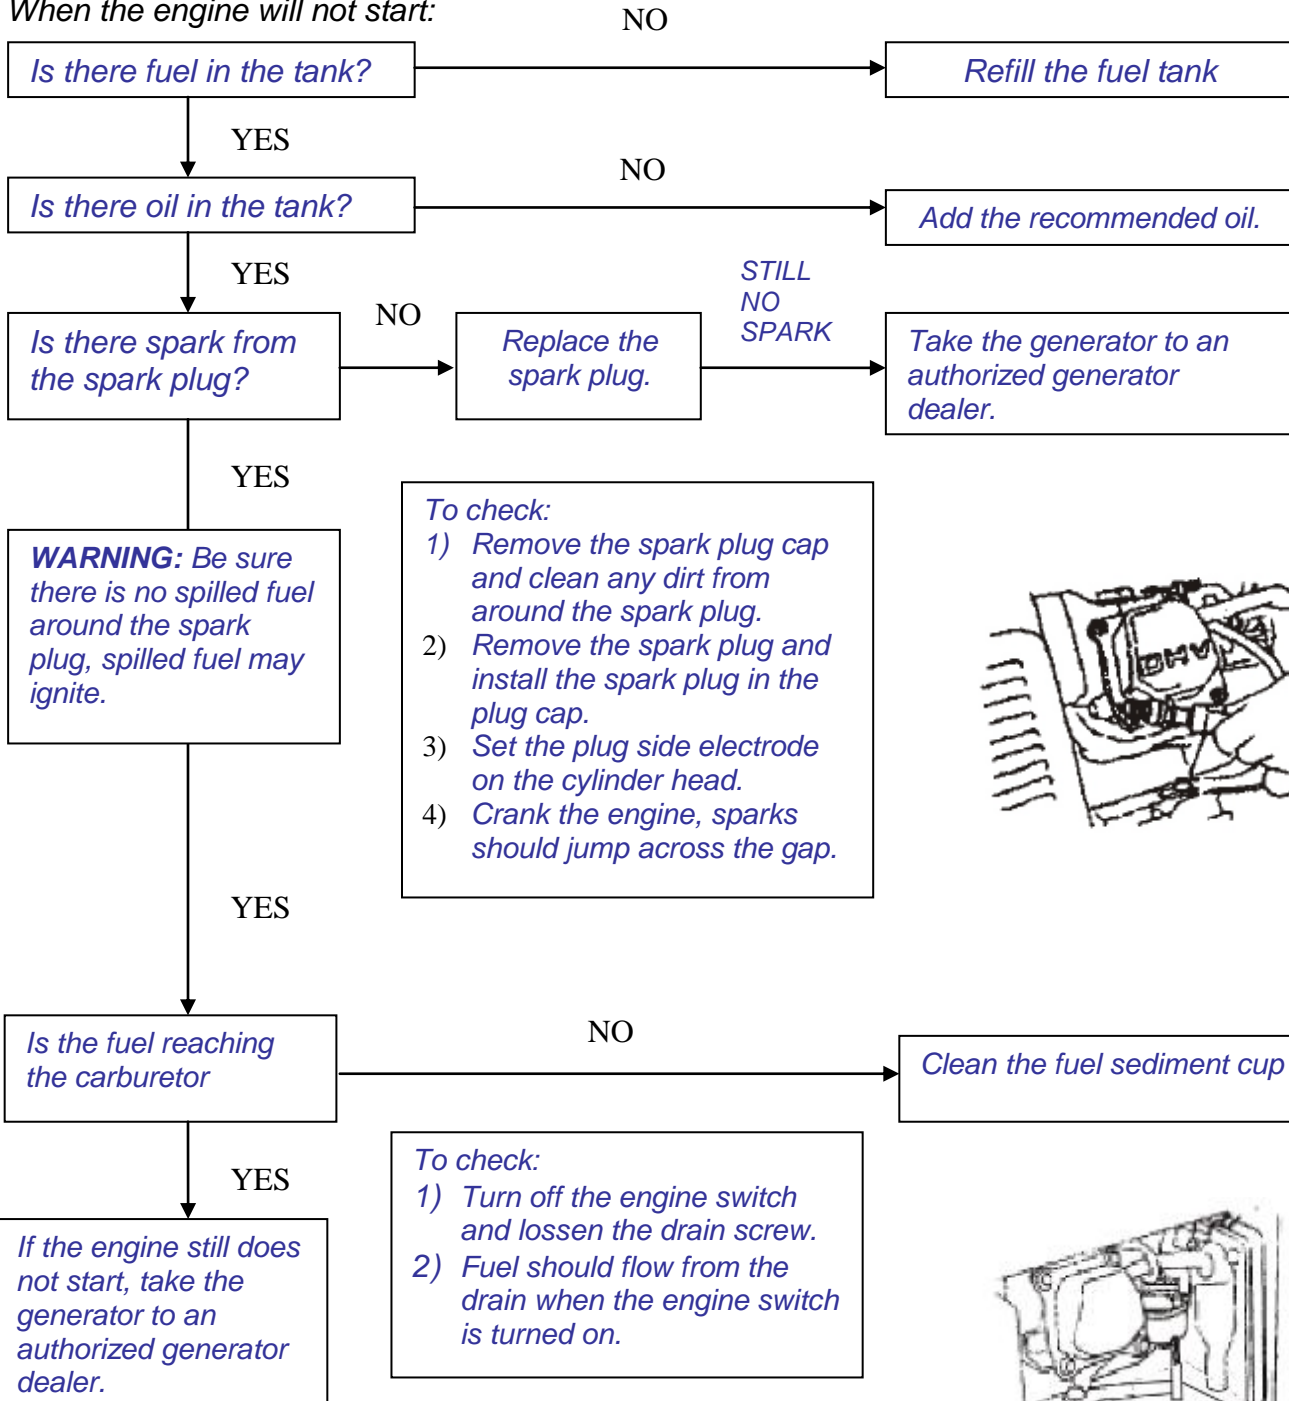 When the engine will not start:
NO
Is there fuel in the tank?
Refill the fuel tank
YES
NO
Is there oil in the tank?
Add the recommended oil.
YES
NO
STILL
NO
SPARK
Is there spark from
the spark plug?
Replace the
spark plug.
Take the generator to an
authorized generator
dealer.
YES
WARNING: Be sure
there is no spilled fuel
around the spark
plug, spilled fuel may
ignite.
To check:
1) Remove the spark plug cap
and clean any dirt from
around the spark plug.
2) Remove the spark plug and
install the spark plug in the
plug cap.
3) Set the plug side electrode
on the cylinder head.
4) Crank the engine, sparks
should jump across the gap.
OHV
YES
Is the fuel reaching
the carburetor
NO
Clean the fuel sediment cup
YES
To check:
1) Turn off the engine switch
and lossen the drain screw.
2) Fuel should flow from the
drain when the engine switch
is turned on.
If the engine still does
not start, take the
generator to an
authorized generator
dealer.